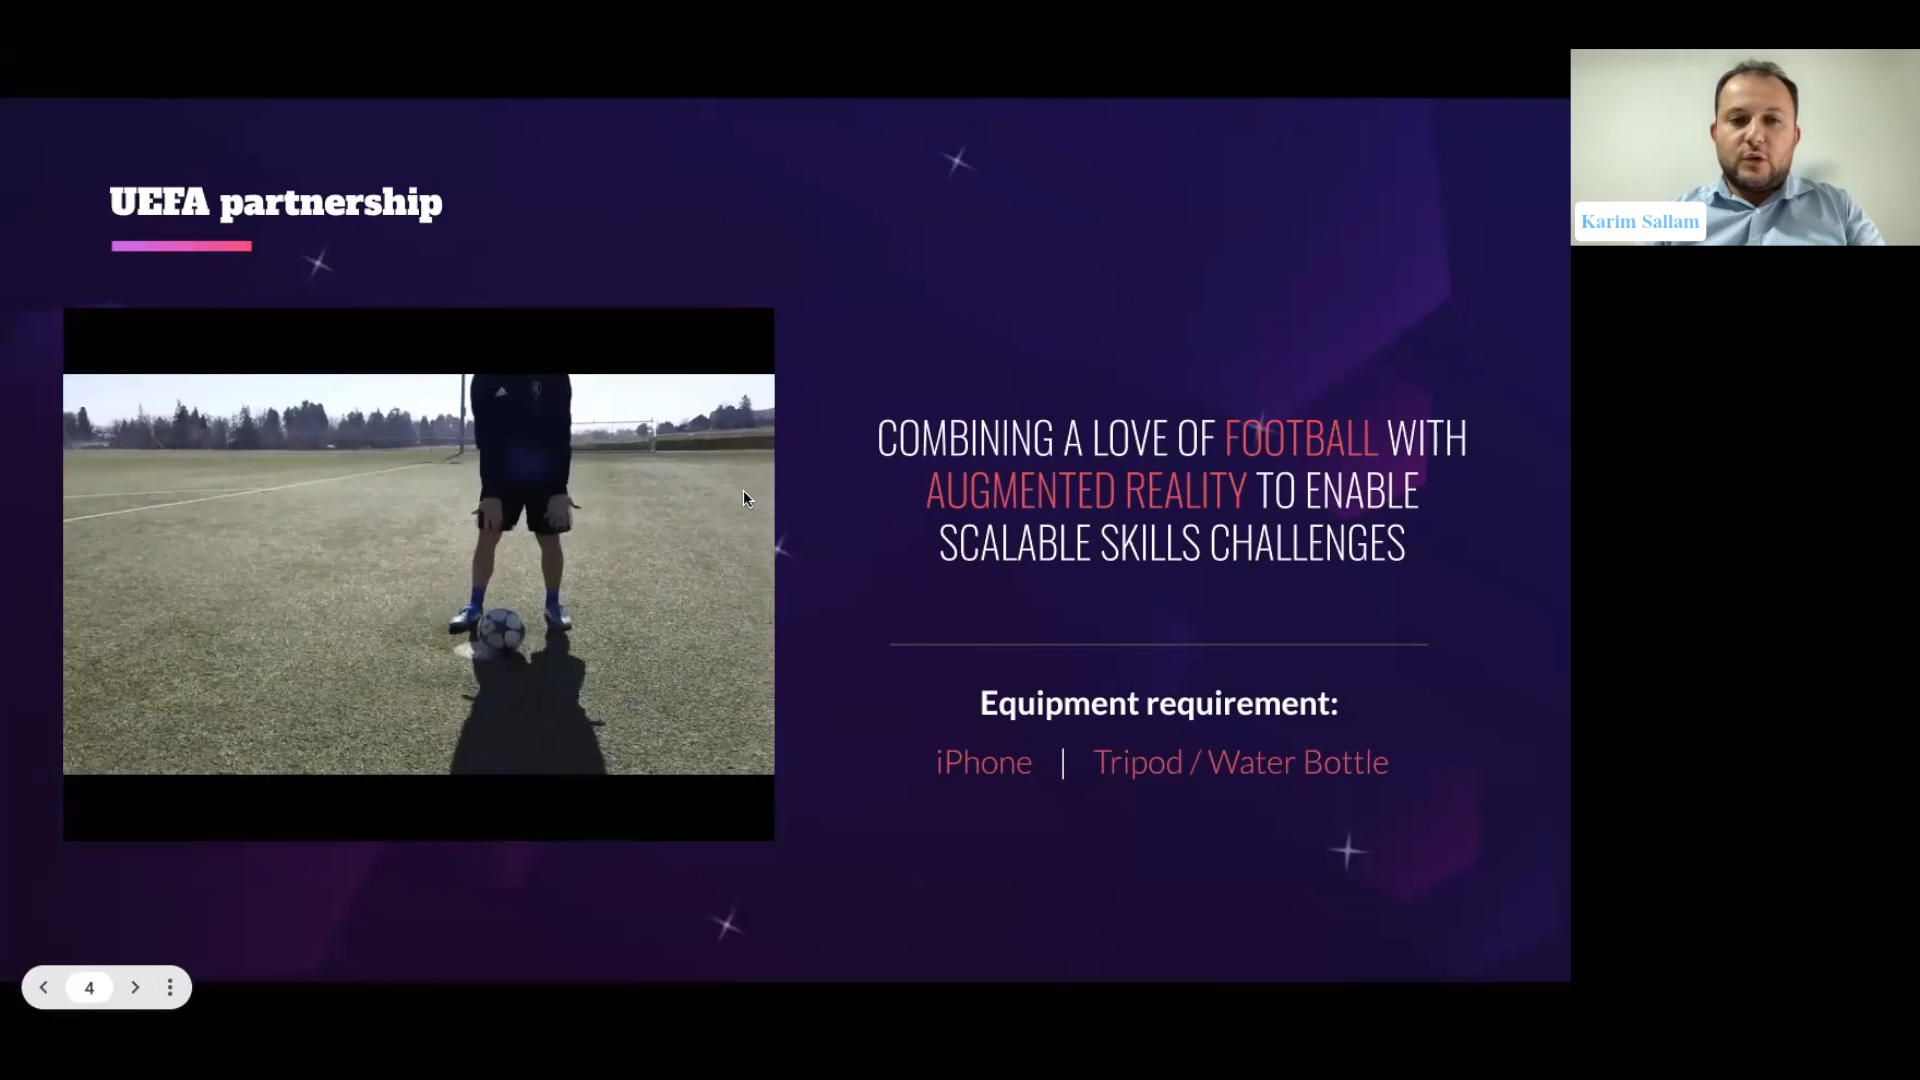 UEFA partnership
COMBINING A LOVE OF FOOTBALL WITH
AUGMENTED REALITY TO ENABLE
SCALABLE SKILLS CHALLENGES
Equipment requirement:
iPhone | Tripod / Water Bottle
Karim Sallam
4